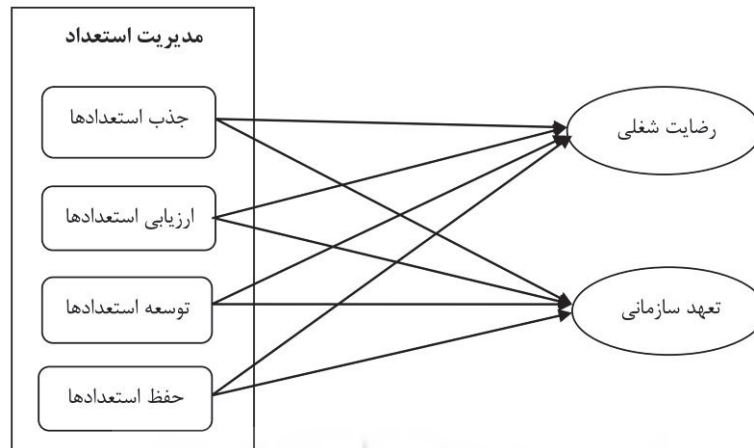 مدیریت استعداد
جذب استعدادها
ارزیابی استعدادها
توسعه استعدادها
حفظ استعدادها
رضایت شغلی
تعهد سازمانی